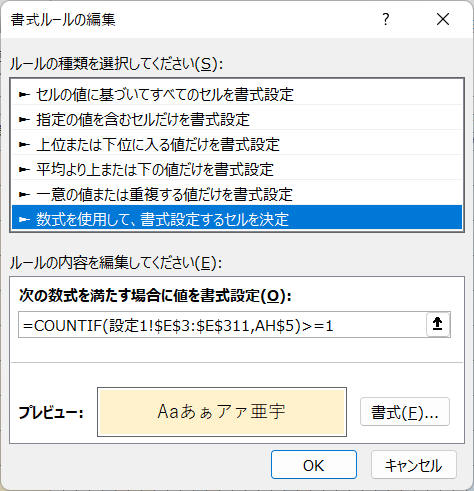 書式ルールの編集 ? ×
ルールの種類を選択してください(S):
► セルの値に基づいてすべてのセルを書式設定
► 指定の値を含むセルだけを書式設定
► 上位または下位に入る値だけを書式設定
► 平均より上または下の値だけを書式設定
► 一意の値または重複する値だけを書式設定
► 数式を使用して、書式設定するセルを決定
ルールの内容を編集してください(E):
次の数式を満たす場合に値を書式設定(O):
=COUNTIF(設定1!$E$3:$E$311,AH$5)>=1
プレビュー: Aaあぁアァ亜宇 書式(F)...
OK キャンセル